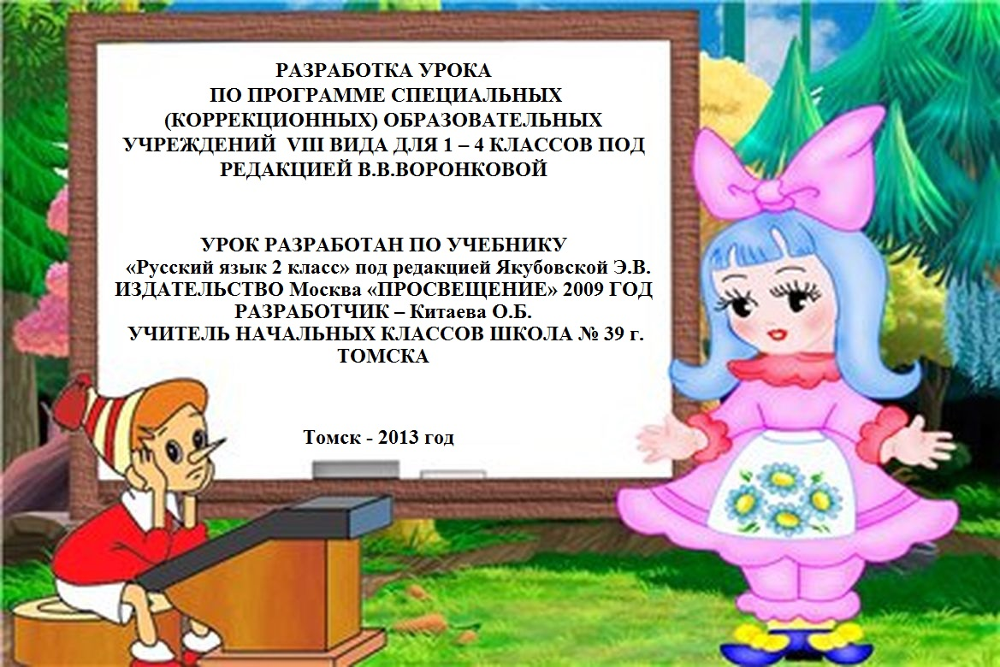 РАЗРАБОТКА УРОКА
ПО ПРОГРАММЕ СПЕЦИАЛЬНЫХ
(КОРРЕКЦИОННЫХ) ОБРАЗОВАТЕЛЬНЫХ
УЧРЕЖДЕНИЙ VIII ВИДА ДЛЯ 1 – 4 КЛАССОВ ПОД
РЕДАКЦИЕЙ В.В.ВОРОНКОВОЙ
УРОК РАЗРАБОТАН ПО УЧЕБНИКУ
«Русский язык 2 класс» под редакцией Якубовской Э.В.
ИЗДАТЕЛЬСТВО Москва «ПРОСВЕЩЕНИЕ» 2009 ГОД
РАЗРАБОТЧИК – Китаева О.Б.
УЧИТЕЛЬ НАЧАЛЬНЫХ КЛАССОВ ШКОЛА № 39 г.
ТОМСКА
Томск - 2013 год